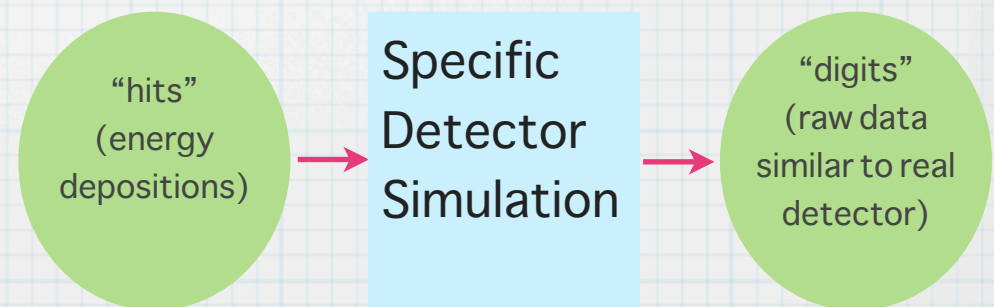 “hits”
(energy
depositions)
Specific
Detector
Simulation
“digits”
(raw data
similar to real
detector)